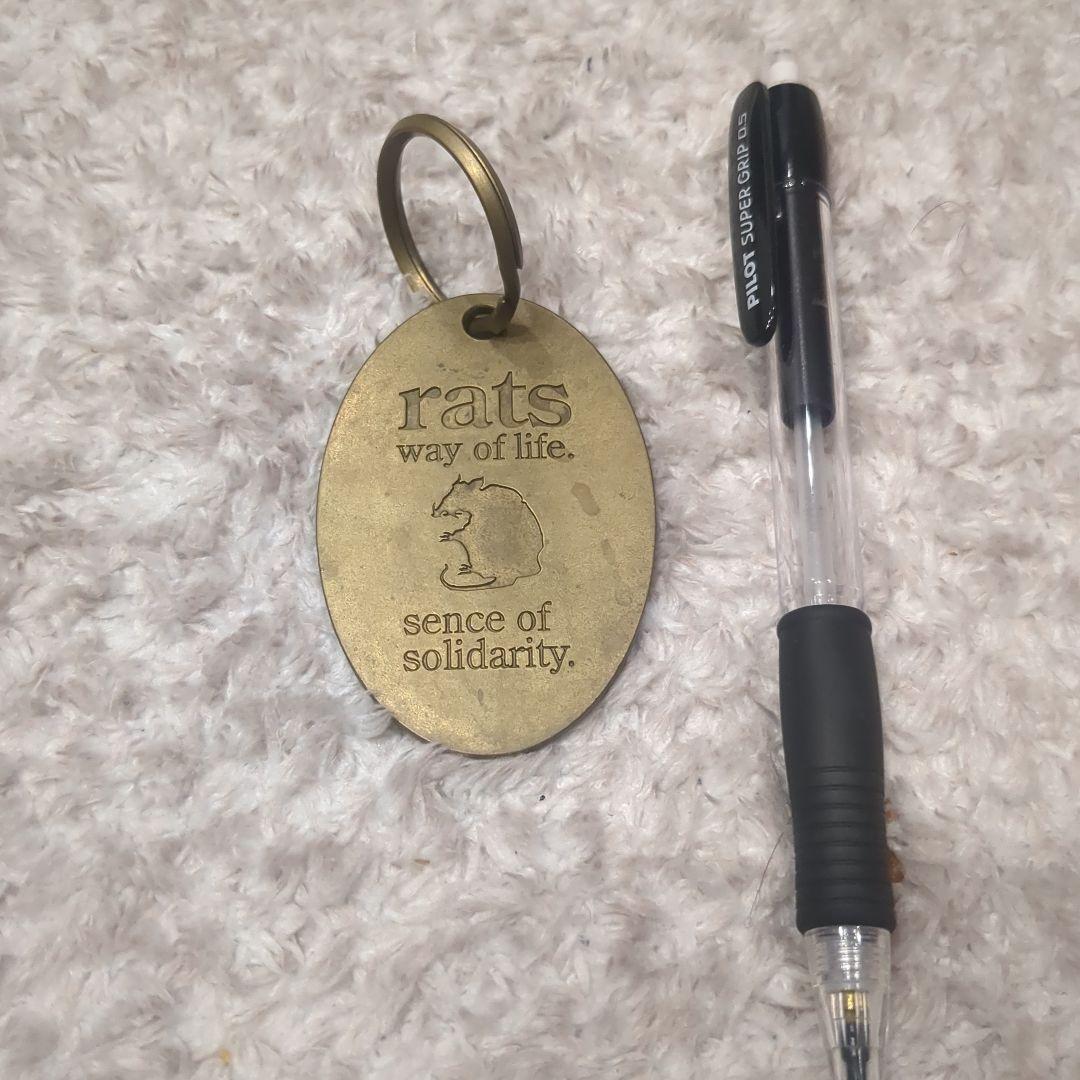 rats
way of life.
sence of
solidarity.
PILOT SUPER GRIP 0.5